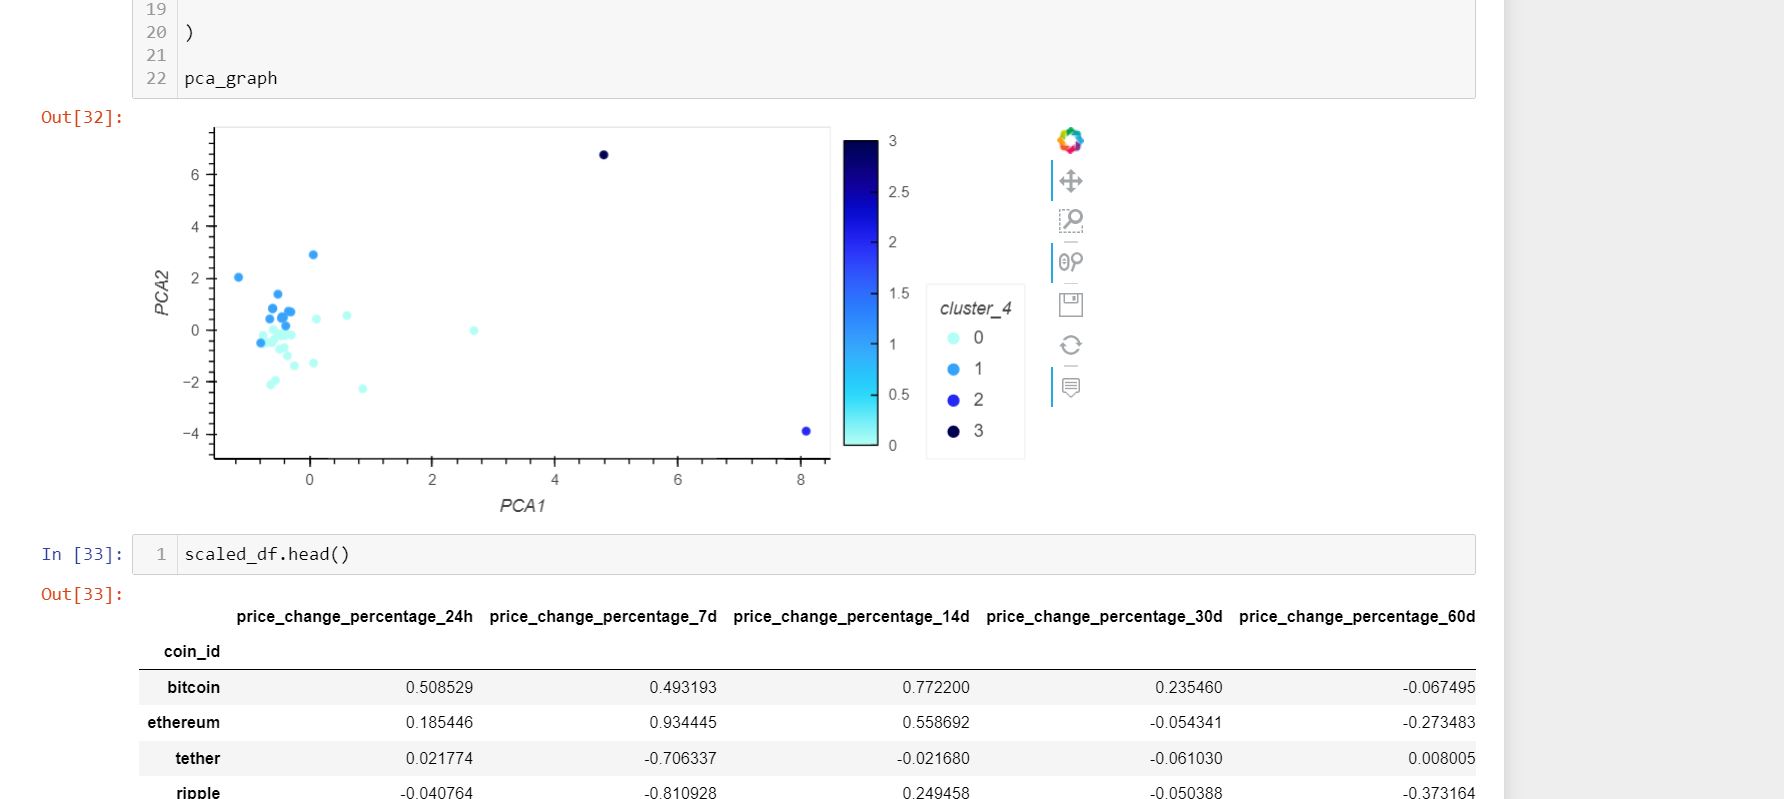 19
20 )
21
22 pca_graph
Out[32]:
6
4
2
0
−2
−4
PCA2
0 2 4 6 8
PCA1
3
2.5
2
1.5
1
0.5
0
cluster_4
0
1
2
3
In [33]: 1 scaled_df.head()
Out[33]:
price_change_percentage_24h price_change_percentage_7d price_change_percentage_14d price_change_percentage_30d price_change_percentage_60d
coin_id
bitcoin 0.508529 0.493193 0.772200 0.235460 -0.067495
ethereum 0.185446 0.934445 0.558692 -0.054341 -0.273483
tether 0.021774 -0.706337 -0.021680 -0.061030 0.008005
ripple -0.040764 -0.810928 0.249458 -0.050388 -0.373164